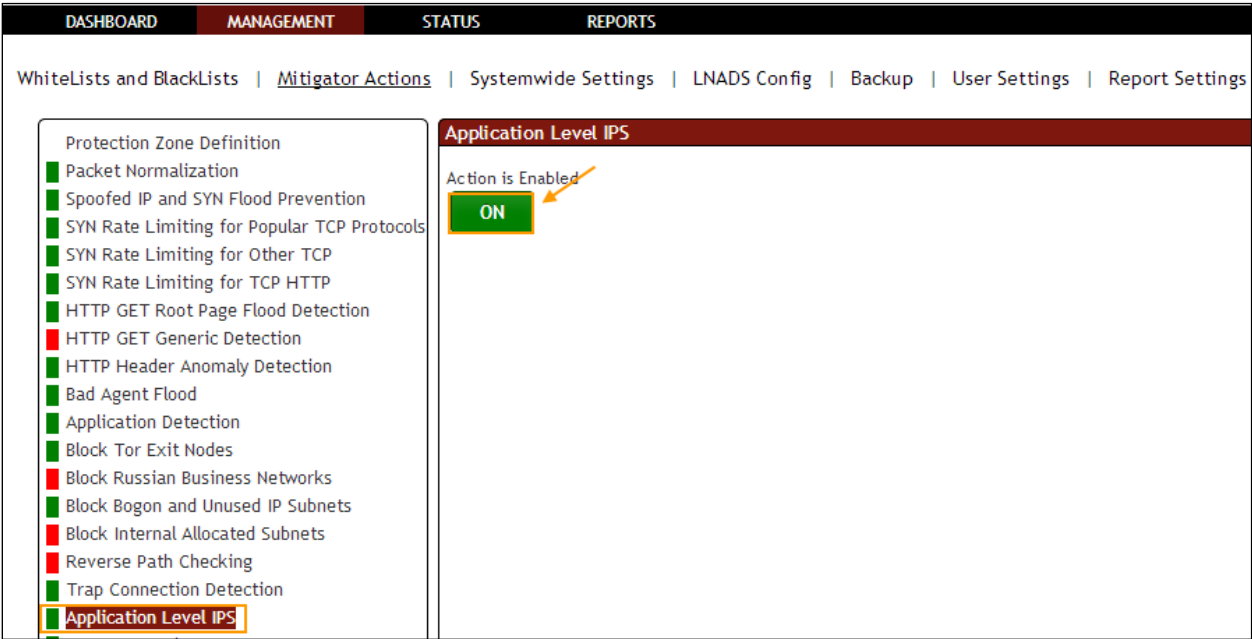 DASHBOARD MANAGEMENT STATUS REPORTS
WhiteLists and BlackLists | Mitigator Actions | Systemwide Settings | LNADS Config | Backup | User Settings | Report Settings
Protection Zone Definition
Packet Normalization
Spoofed IP and SYN Flood Prevention
SYN Rate Limiting for Popular TCP Protocols
SYN Rate Limiting for Other TCP
SYN Rate Limiting for TCP HTTP
HTTP GET Root Page Flood Detection
HTTP GET Generic Detection
HTTP Header Anomaly Detection
Bad Agent Flood
Application Detection
Block Tor Exit Nodes
Block Russian Business Networks
Block Bogon and Unused IP Subnets
Block Internal Allocated Subnets
Reverse Path Checking
Trap Connection Detection
Application Level IPS
Application Level IPS
Action is Enabled
ON